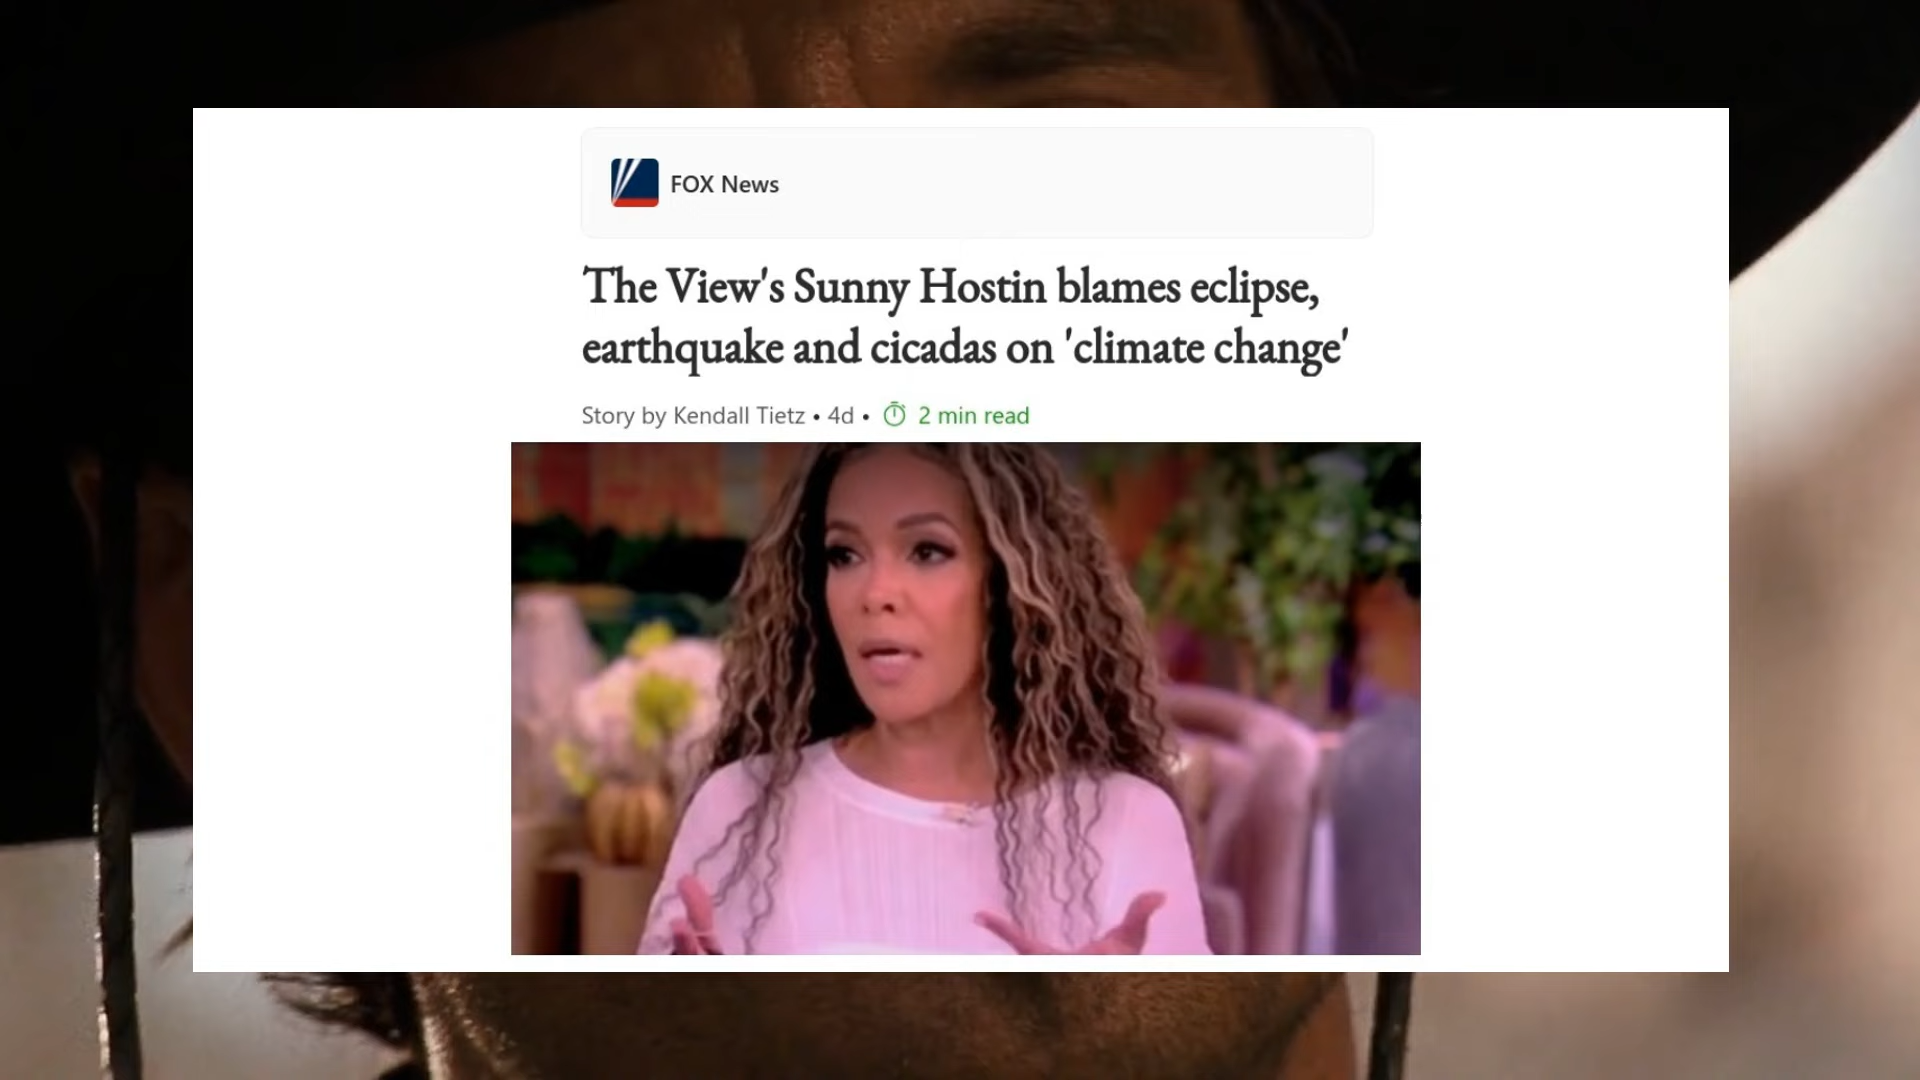 FOX News
The View's Sunny Hostin blames eclipse,
earthquake and cicadas on 'climate change'
Story by Kendall Tietz • 4d • 2 min read